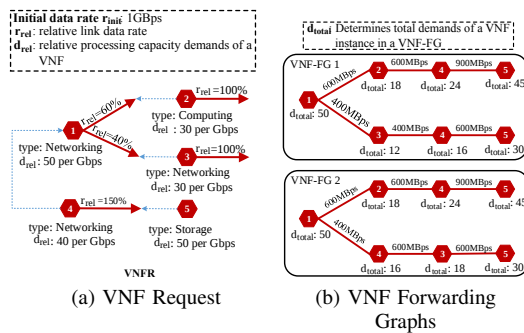 Initial data rate r_init: 1GBps
r_rel: relative link data rate
d_rel: relative processing capacity demands of a
VNF
r_rel=60%
r_rel=40%
1
type: Networking
d_rel: 50 per Gbps
2
r_rel=100%
type: Computing
d_rel: 30 per Gbps
3
r_rel=100%
type: Networking
d_rel: 30 per Gbps
4
r_rel=150%
type: Networking
d_rel: 40 per Gbps
5
type: Storage
d_rel: 50 per Gbps
VNFR
(a) VNF Request
d_total: Determines total demands of a VNF
instance in a VNF-FG
VNF-FG 1
1
d_total: 50
600MBps
2
600MBps
4
900MBps
5
d_total: 18
d_total: 24
d_total: 45
400MBps
3
400MBps
4
600MBps
5
d_total: 12
d_total: 16
d_total: 30
VNF-FG 2
1
d_total: 50
600MBps
2
600MBps
4
900MBps
5
d_total: 18
d_total: 24
d_total: 45
400MBps
4
600MBps
3
600MBps
5
d_total: 16
d_total: 18
d_total: 30
(b) VNF Forwarding
Graphs